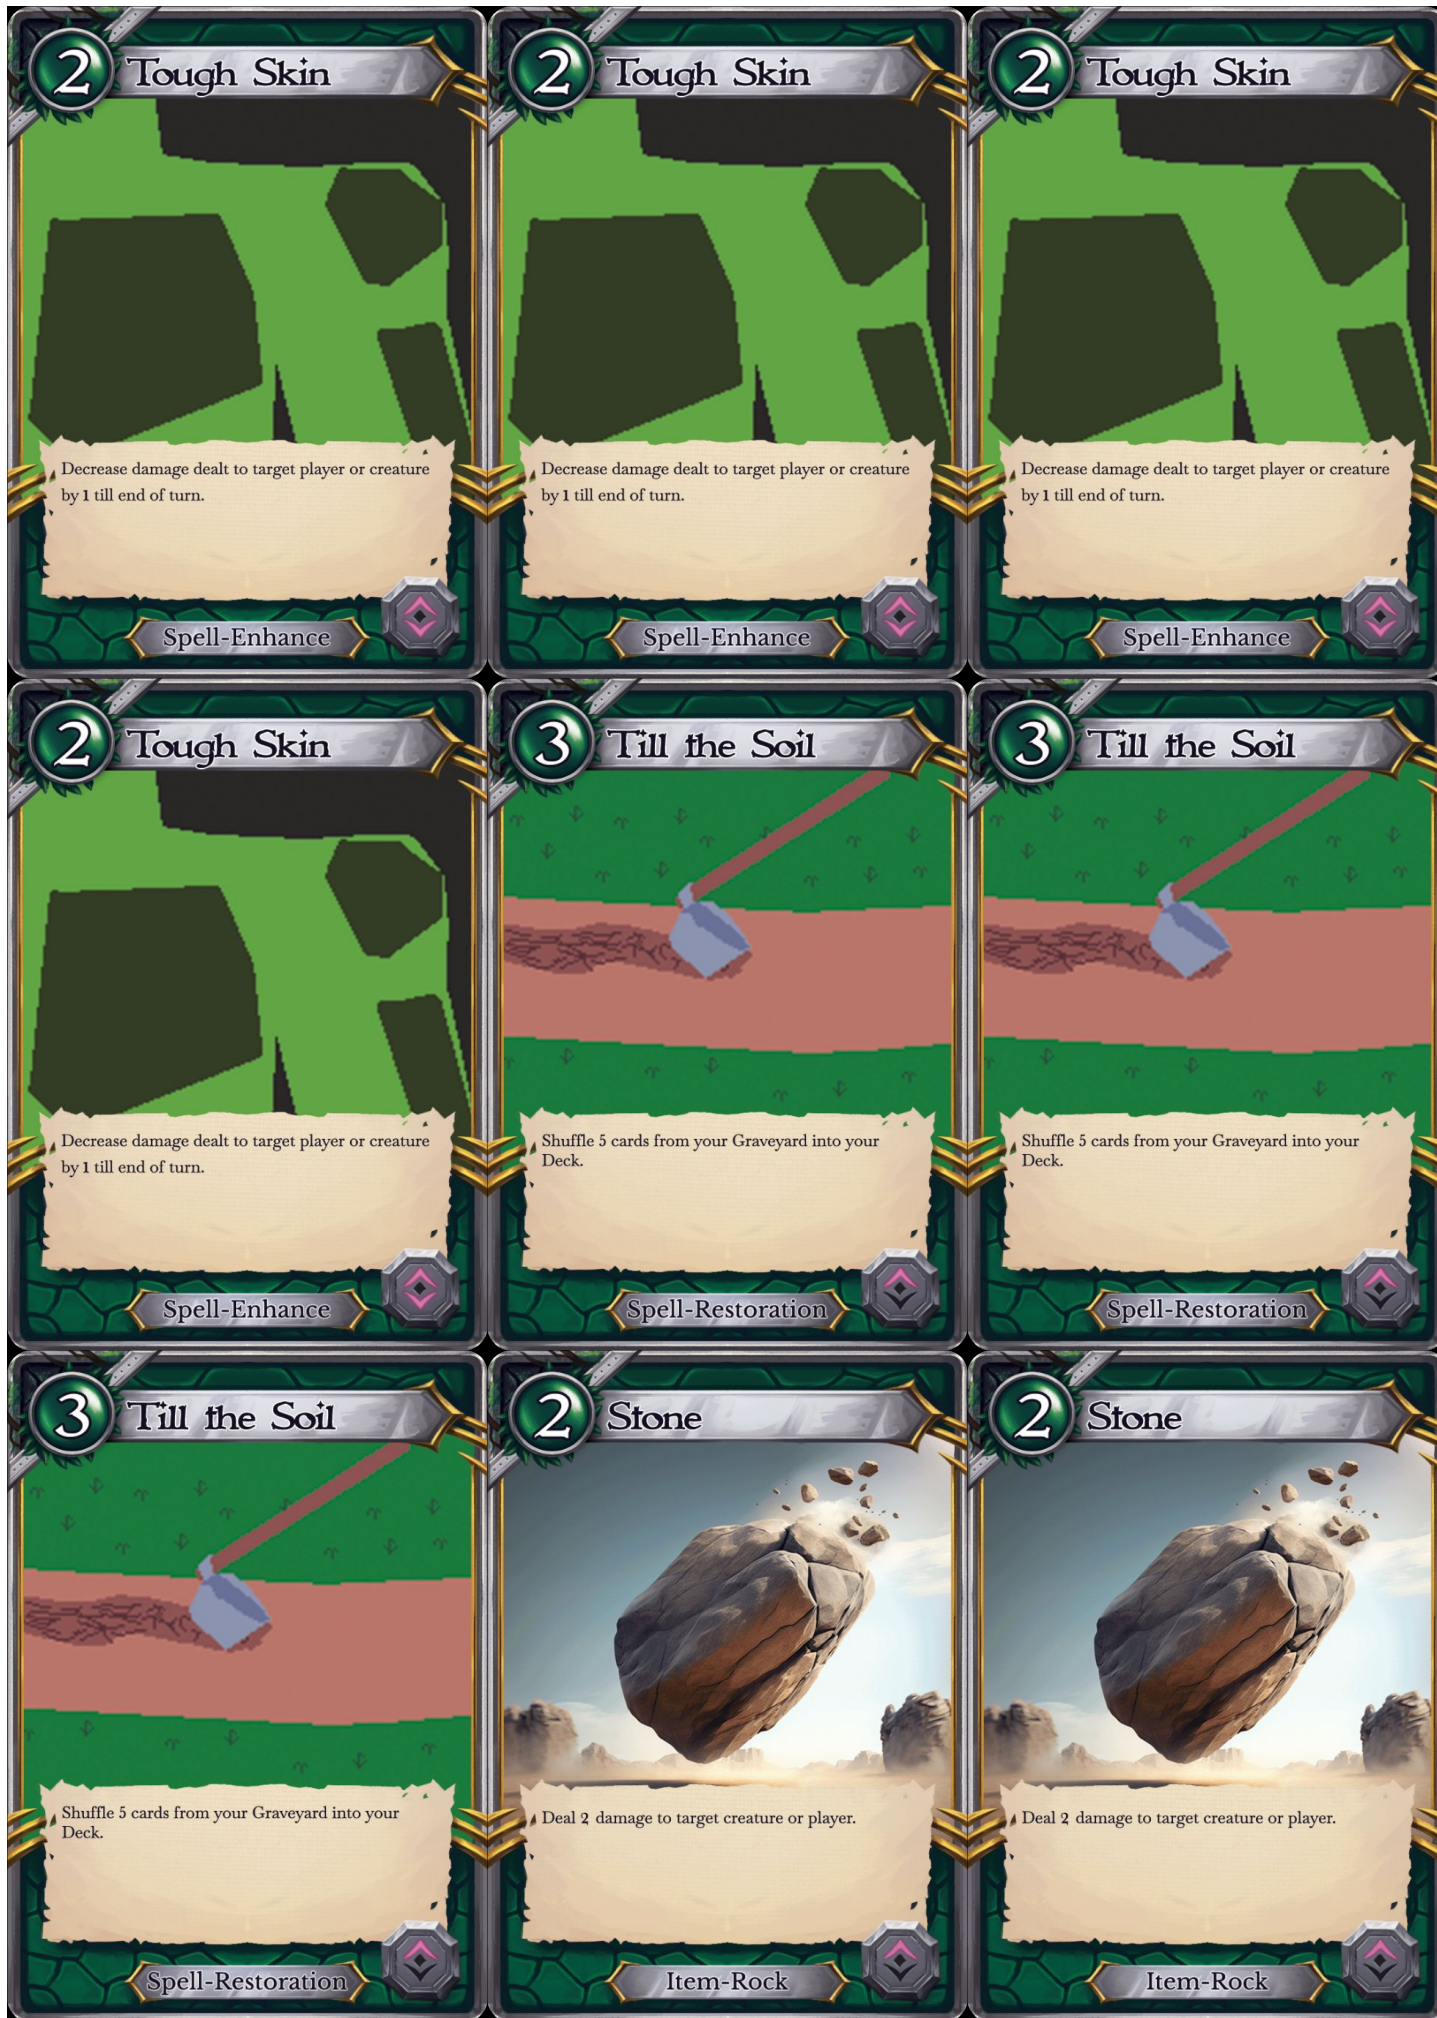 2 Tough Skin
Decrease damage dealt to target player or creature
by 1 till end of turn.
Spell-Enhance
2 Tough Skin
Decrease damage dealt to target player or creature
by 1 till end of turn.
Spell-Enhance
2 Tough Skin
Decrease damage dealt to target player or creature
by 1 till end of turn.
Spell-Enhance
2 Tough Skin
Decrease damage dealt to target player or creature
by 1 till end of turn.
Spell-Enhance
3 Till the Soil
Shuffle 5 cards from your Graveyard into your
Deck.
Spell-Restoration
3 Till the Soil
Shuffle 5 cards from your Graveyard into your
Deck.
Spell-Restoration
3 Till the Soil
Shuffle 5 cards from your Graveyard into your
Deck.
Spell-Restoration
2 Stone
Deal 2 damage to target creature or player.
Item-Rock
2 Stone
Deal 2 damage to target creature or player.
Item-Rock